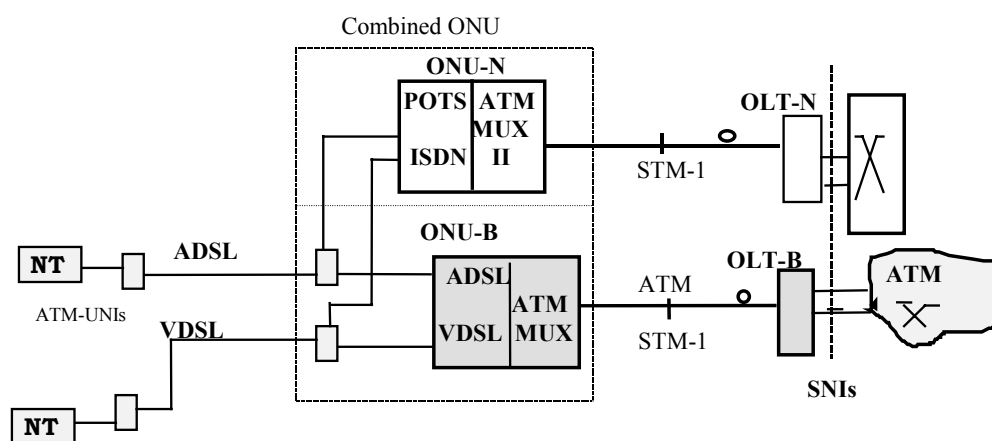 Combined ONU
ONU-N
POTS
ATM
MUX
ISDN
II
OLT-N
STM-1
ADSL
ONU-B
OLT-B
NT
ATM-UNIs
ADSL
ATM
VDSL
MUX
ATM
STM-1
ATM
VDSL
SNIs
NT